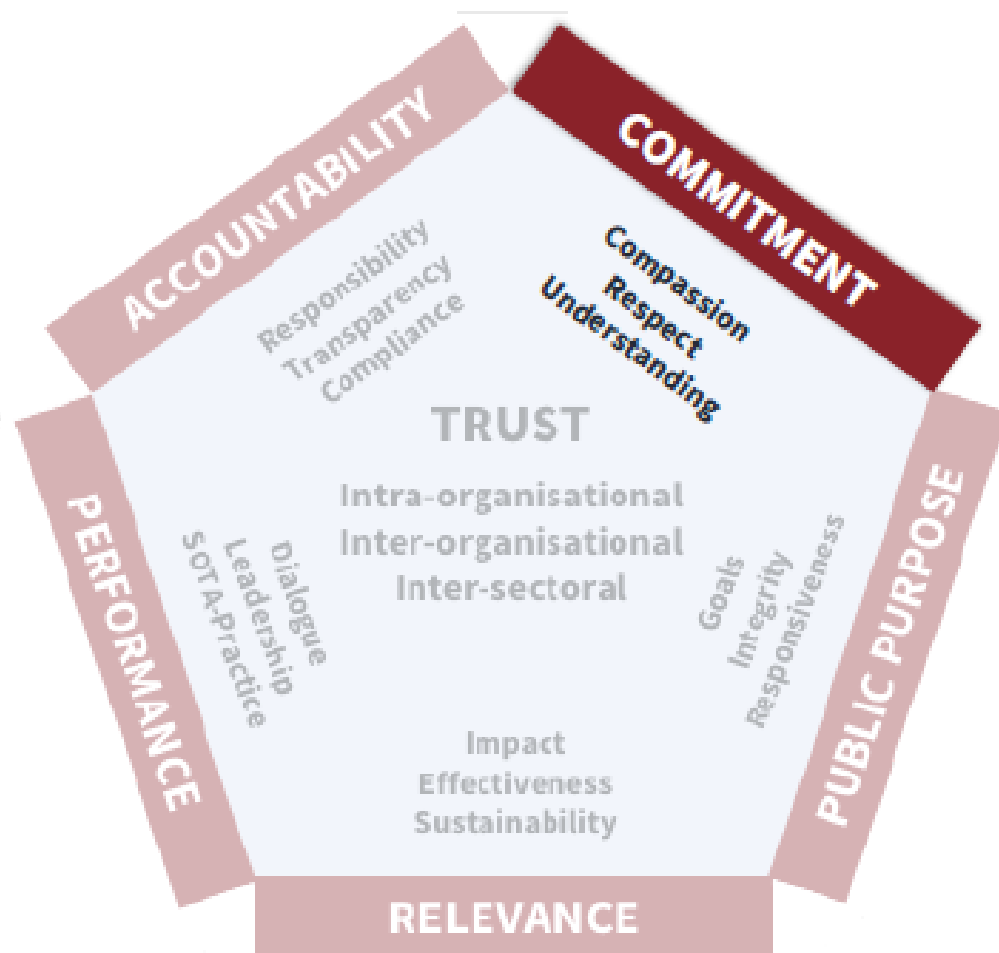 ACCOUNTABILITY
Responsibility
Transparency
Compliance
COMMITMENT
Compassion
Respect
Understanding
TRUST
Intra-organisational
Inter-organisational
Inter-sectoral
PERFORMANCE
Dialogue
Leadership
SOTA-Practice
PUBLIC PURPOSE
Goals
Integrity
Responsiveness
Impact
Effectiveness
Sustainability
RELEVANCE